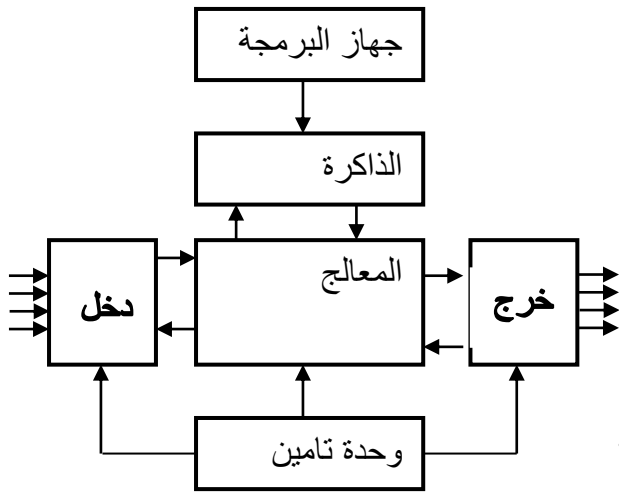 جهاز البرمجة
الذاكرة
المعالج
خرج
دخل
وحدة تامين